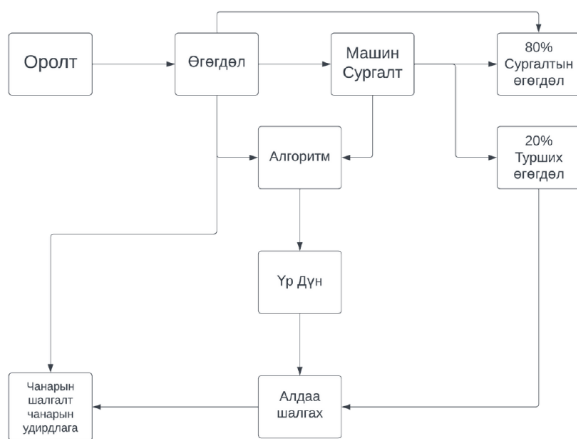 Оролт
Өгөгдөл
Машин
Сургалт
80%
Сургалтын
өгөгдөл
Алгоритм
20%
Турших
өгөгдөл
Үр Дүн
Чанарын
шалгалт
чанарын
удирдлага
Алдаа
шалгах